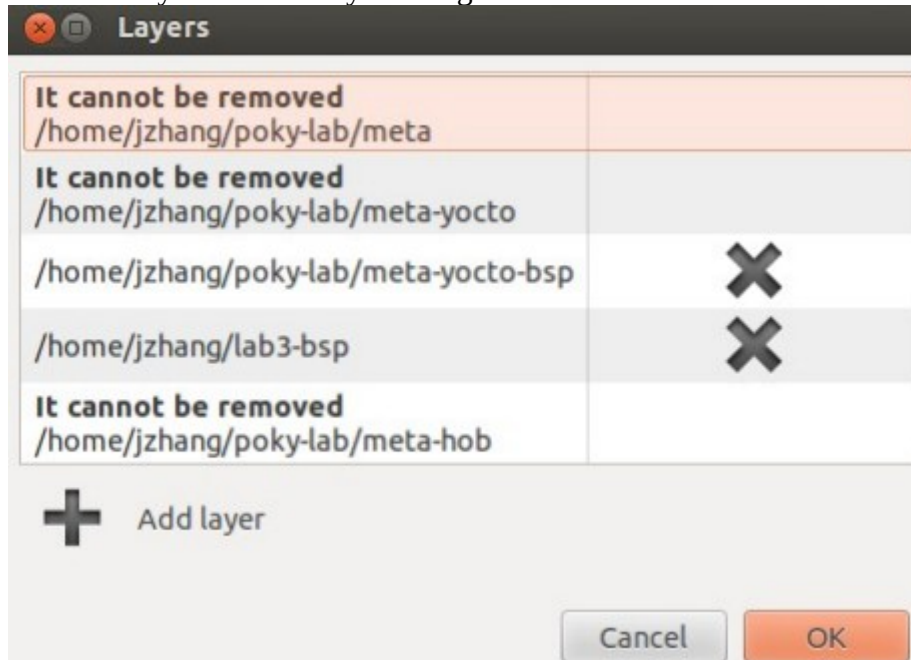 Layers
It cannot be removed
/home/jzhang/poky-lab/meta
It cannot be removed
/home/jzhang/poky-lab/meta-yocto
/home/jzhang/poky-lab/meta-yocto-bsp
/home/jzhang/lab3-bsp
It cannot be removed
/home/jzhang/poky-lab/meta-hob
Add layer
Cancel
OK